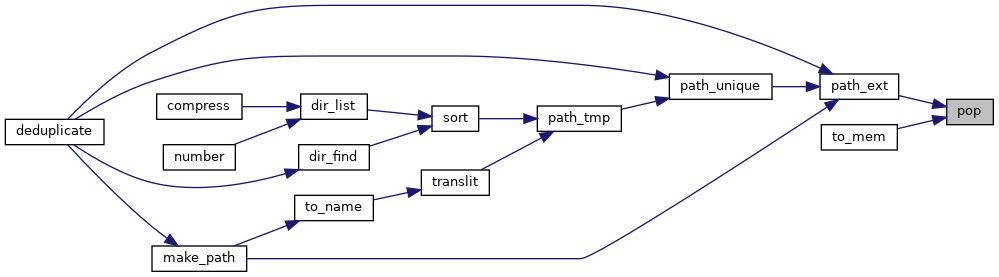 deduplicate
compress
number
dir_list
dir_find
to_name
make_path
sort
translit
path_tmp
path_unique
path_ext
to_mem
pop